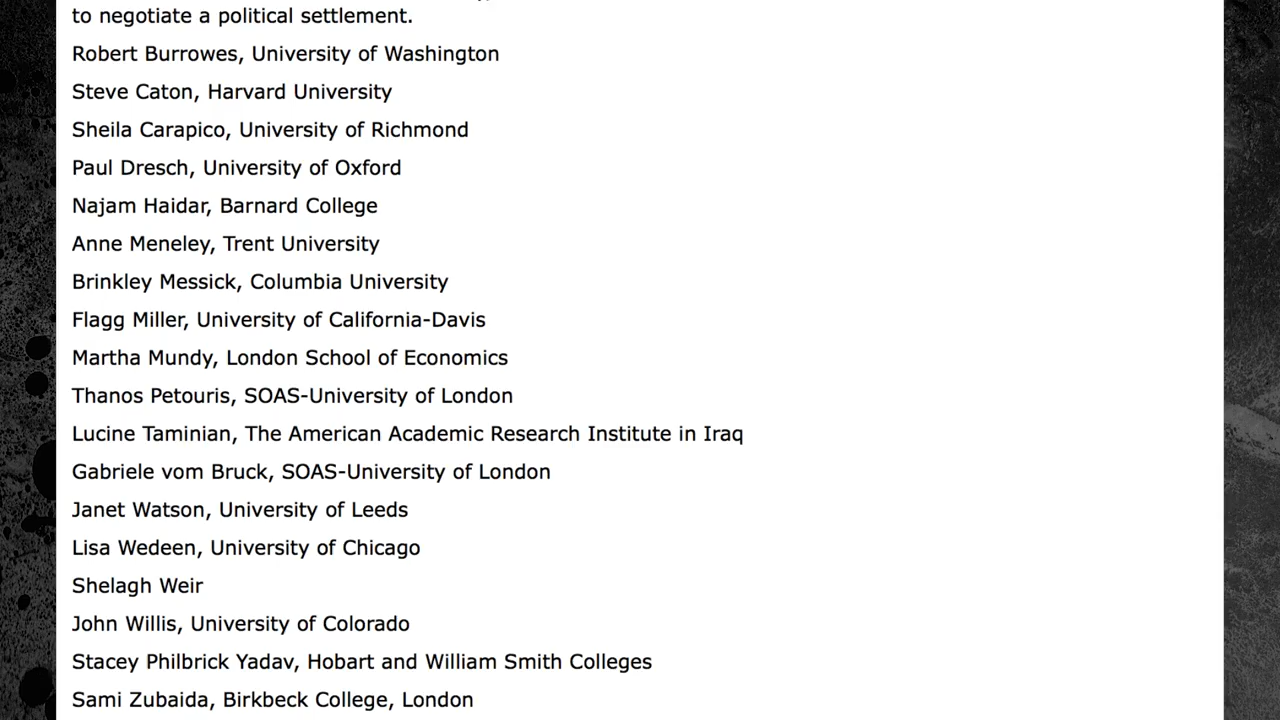 to negotiate a political settlement.
Robert Burrowes, University of Washington
Steve Caton, Harvard University
Sheila Carapico, University of Richmond
Paul Dresch, University of Oxford
Najam Haidar, Barnard College
Anne Meneley, Trent University
Brinkley Messick, Columbia University
Flagg Miller, University of California-Davis
Martha Mundy, London School of Economics
Thanos Petouris, SOAS-University of London
Lucine Taminian, The American Academic Research Institute in Iraq
Gabriele vom Bruck, SOAS-University of London
Janet Watson, University of Leeds
Lisa Wedeen, University of Chicago
Shelagh Weir
John Willis, University of Colorado
Stacey Philbrick Yadav, Hobart and William Smith Colleges
Sami Zubaida, Birkbeck College, London